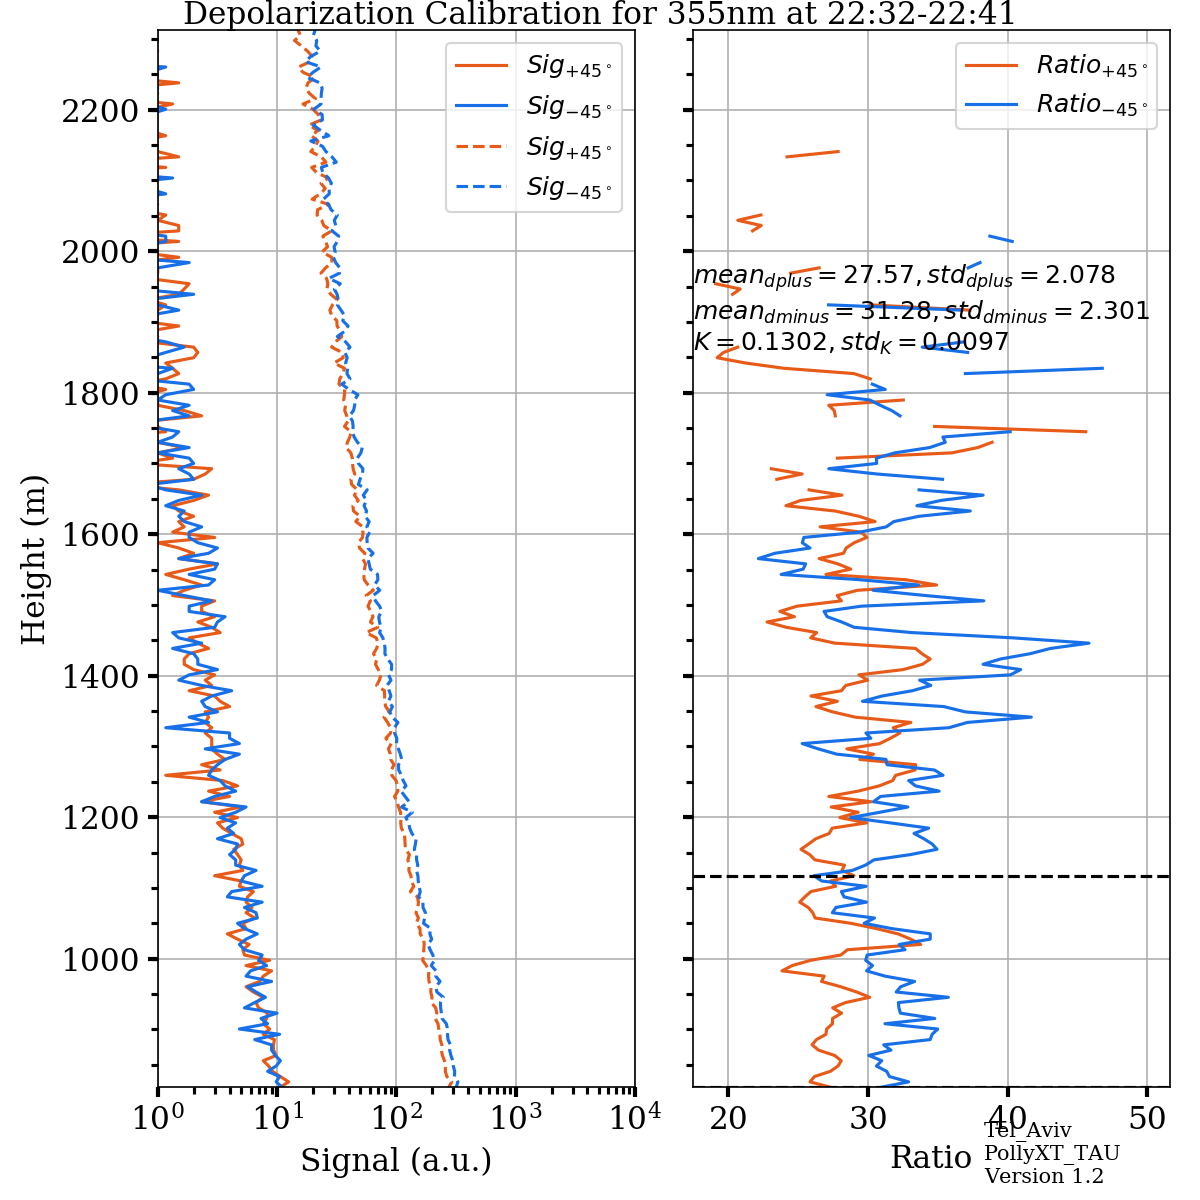 Depolarization Calibration for 355nm at 22:32-22:41
Sig+45°
Sig−45°
Sig+45°
Sig−45°
Ratio+45°
Ratio−45°
mean_dplus = 27.57, std_dplus = 2.078
mean_dminus = 31.28, std_dminus = 2.301
K = 0.1302, std_K = 0.0097
2200
2000
1800
1600
1400
1200
1000
Height (m)
10^0 10^1 10^2 10^3 10^4
Signal (a.u.)
20 30 40 50
Ratio
Tel_Aviv
PollyXT_TAU
Version 1.2